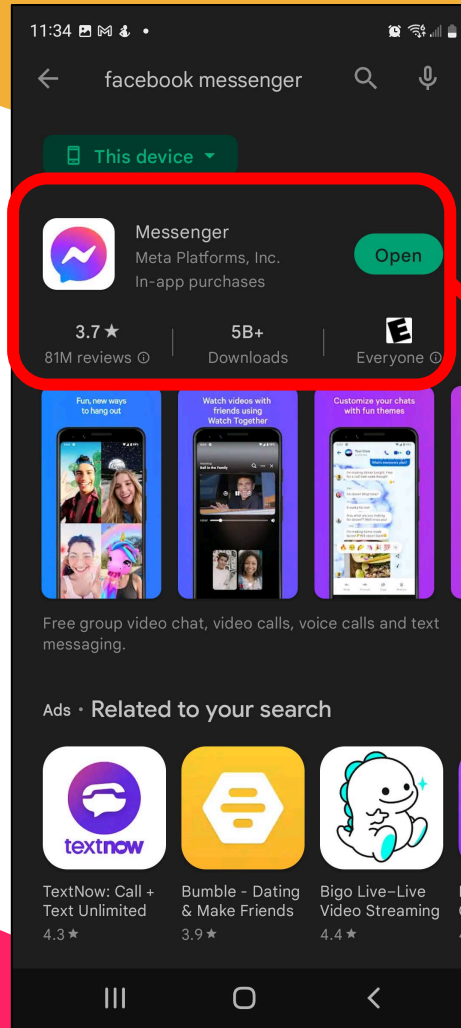 11:34
facebook messenger
This device
Messenger
Meta Platforms, Inc.
In-app purchases
Open
3.7★
81M reviews
5B+
Downloads
E
Everyone
Fun, new ways
to hang out
Watch videos with
friends using
Watch Together
Customize your chats
with fun themes
Free group video chat, video calls, voice calls and text
messaging.
Ads • Related to your search
textnow
TextNow: Call +
Text Unlimited
4.3★
Bumble - Dating
& Make Friends
3.9★
Bigo Live–Live
Video Streaming
4.4★